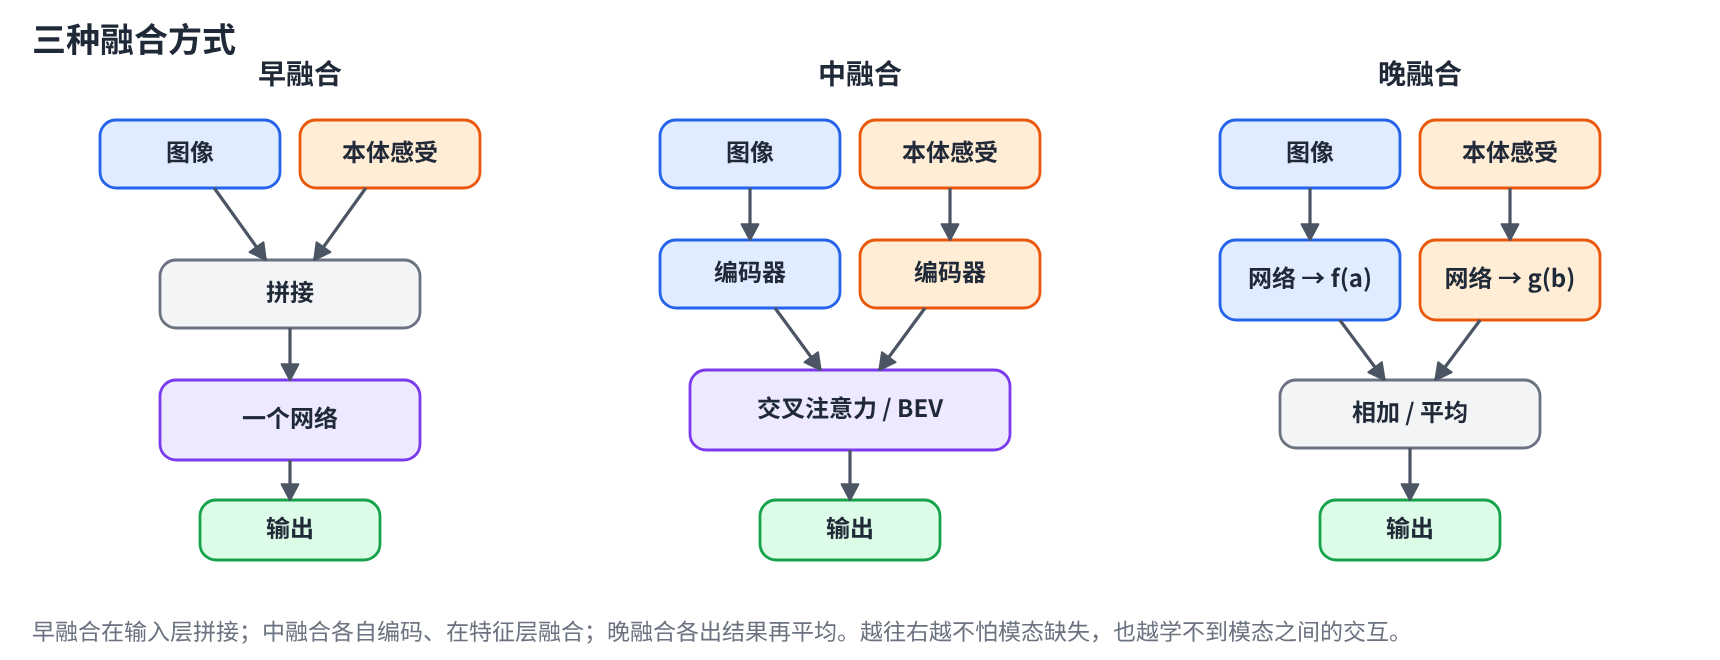 三种融合方式
早融合
图像
本体感受
拼接
一个网络
输出
中融合
图像
本体感受
编码器
编码器
交叉注意力 / BEV
输出
晚融合
图像
本体感受
网络 → f(a)
网络 → g(b)
相加 / 平均
输出
早融合在输入层拼接；中融合各自编码、在特征层融合；晚融合各出结果再平均。越往右越不怕模态缺失，也越学不到模态之间的交互。